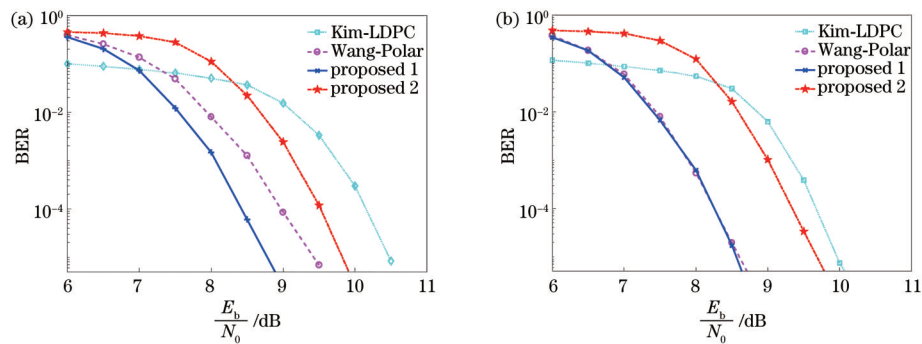 (a)
10^0
10^-2
10^-4
BER
Kim-LDPC
Wang-Polar
proposed 1
proposed 2
6 7 8 9 10 11
E_b/N_0 /dB
(b)
10^0
10^-2
10^-4
BER
Kim-LDPC
Wang-Polar
proposed 1
proposed 2
6 7 8 9 10 11
E_b/N_0 /dB